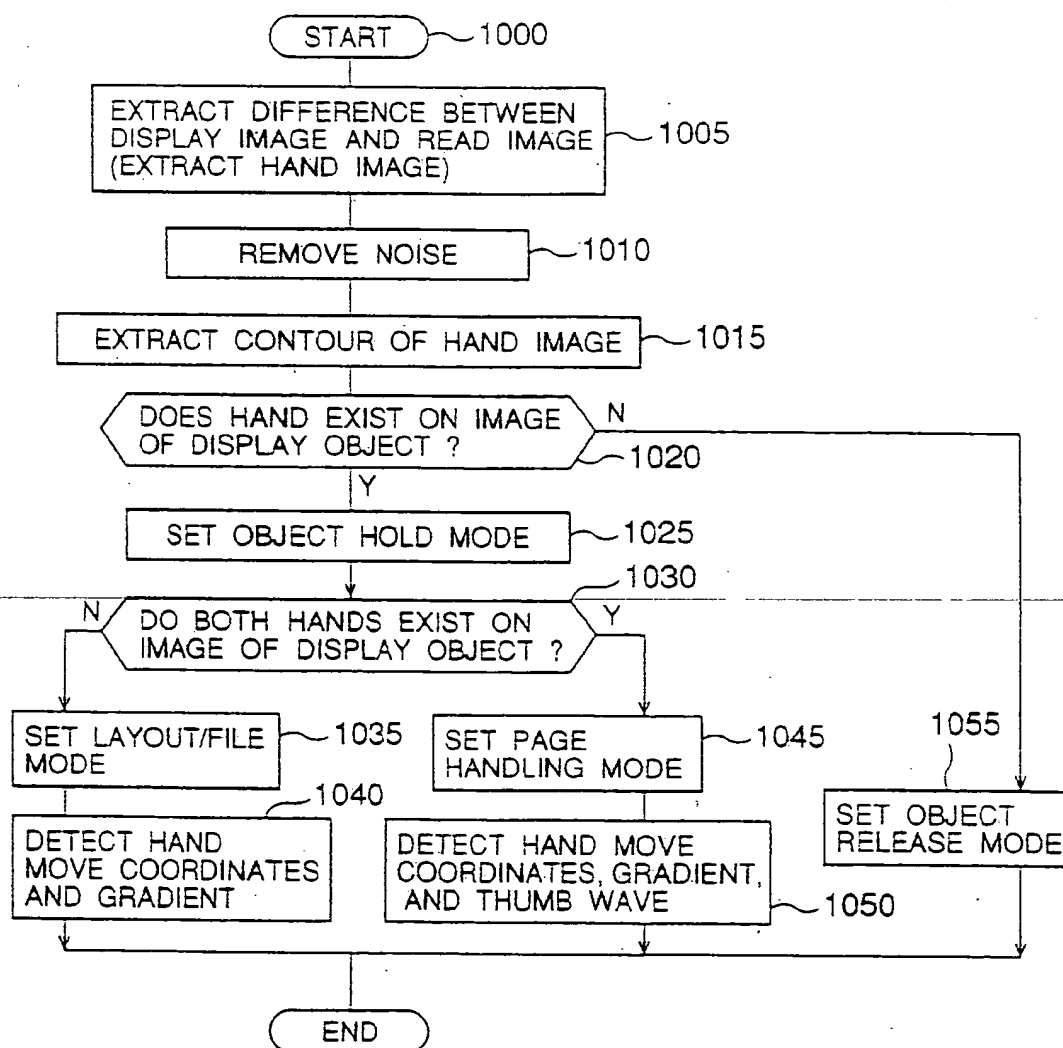 START
1000
EXTRACT DIFFERENCE BETWEEN
DISPLAY IMAGE AND READ IMAGE
(EXTRACT HAND IMAGE)
1005
REMOVE NOISE
1010
EXTRACT CONTOUR OF HAND IMAGE
1015
DOES HAND EXIST ON IMAGE
OF DISPLAY OBJECT ?
N
1020
Y
SET OBJECT HOLD MODE
1025
1030
N
DO BOTH HANDS EXIST ON
IMAGE OF DISPLAY OBJECT ?
Y
SET LAYOUT/FILE
MODE
1035
SET PAGE
HANDLING MODE
1045
1055
SET OBJECT
RELEASE MODE
1040
DETECT HAND
MOVE COORDINATES
AND GRADIENT
DETECT HAND MOVE
COORDINATES, GRADIENT,
AND THUMB WAVE
1050
END